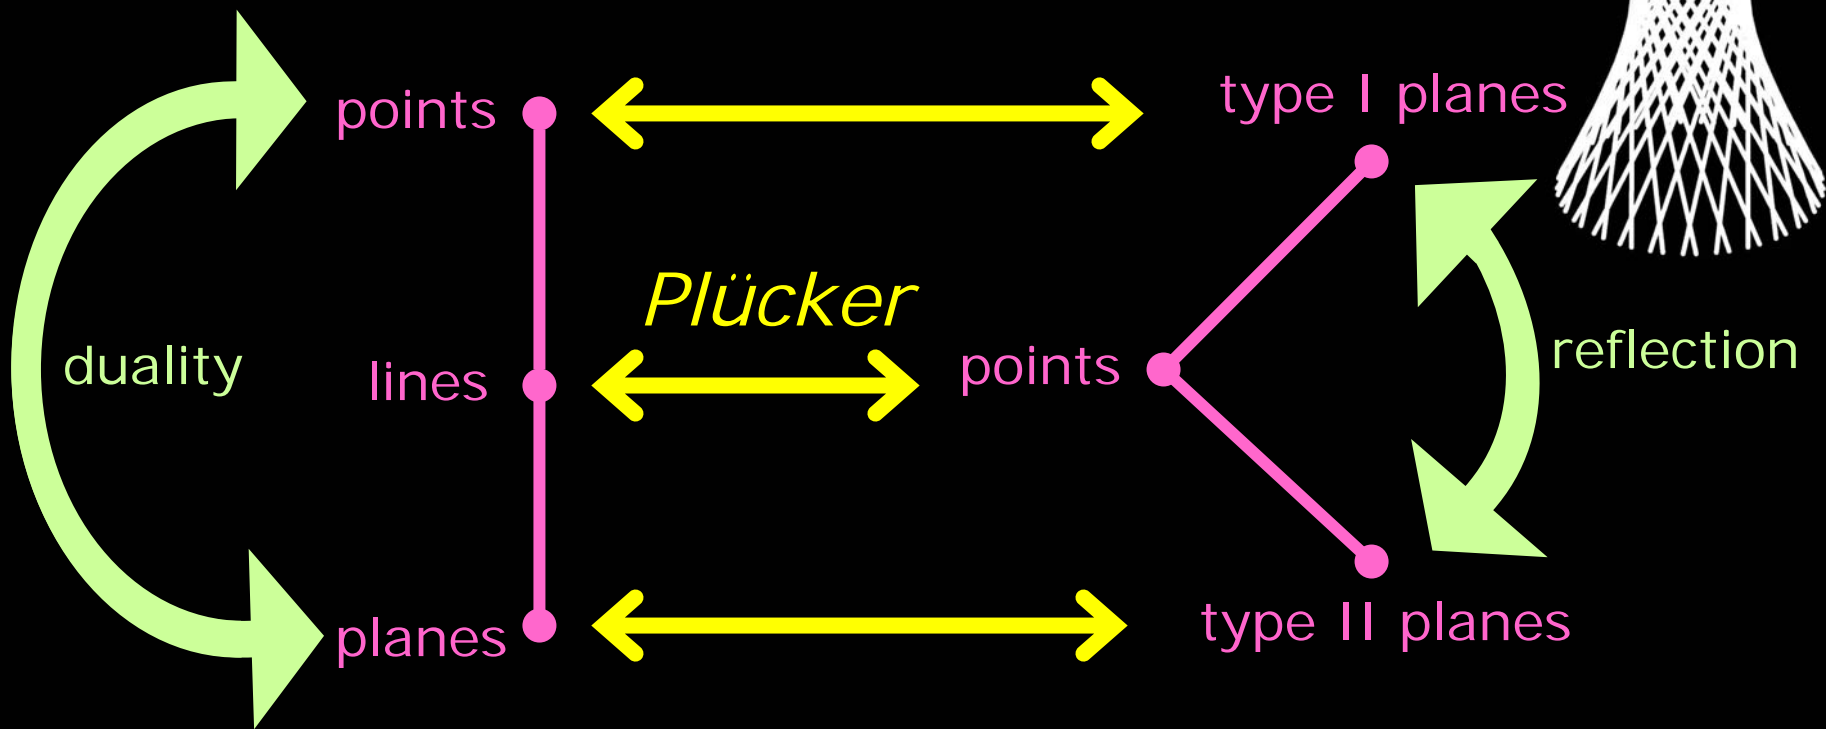 points
type I planes
Plücker
duality
lines
points
reflection
planes
type II planes